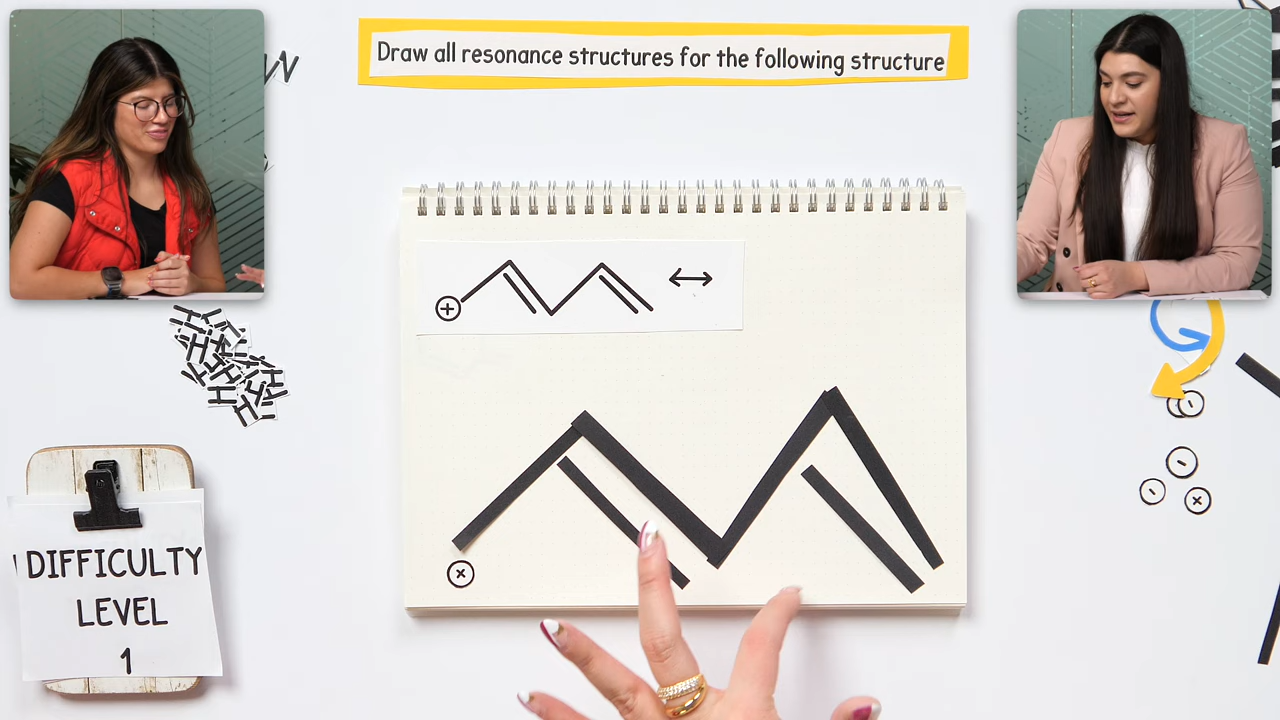 Draw all resonance structures for the following structure
DIFFICULTY
LEVEL
1